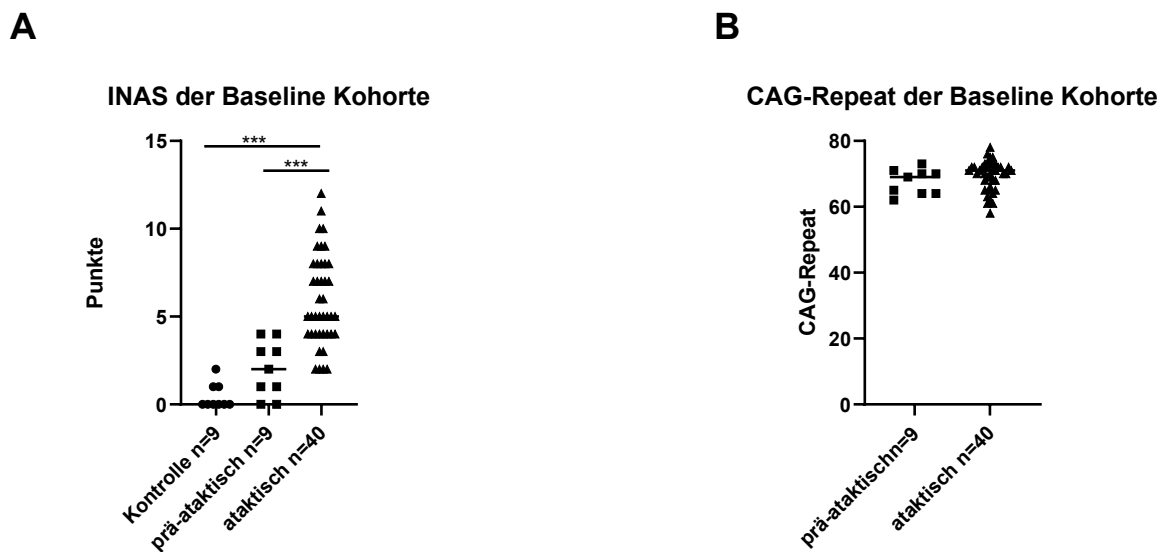 A
INAS der Baseline Kohorte
15
10
5
0
Punkte
***
***
Kontrolle n=9
prä-ataktisch n=9
ataktisch n=40
B
CAG-Repeat der Baseline Kohorte
80
60
40
20
0
CAG-Repeat
prä-ataktischn=9
ataktisch n=40